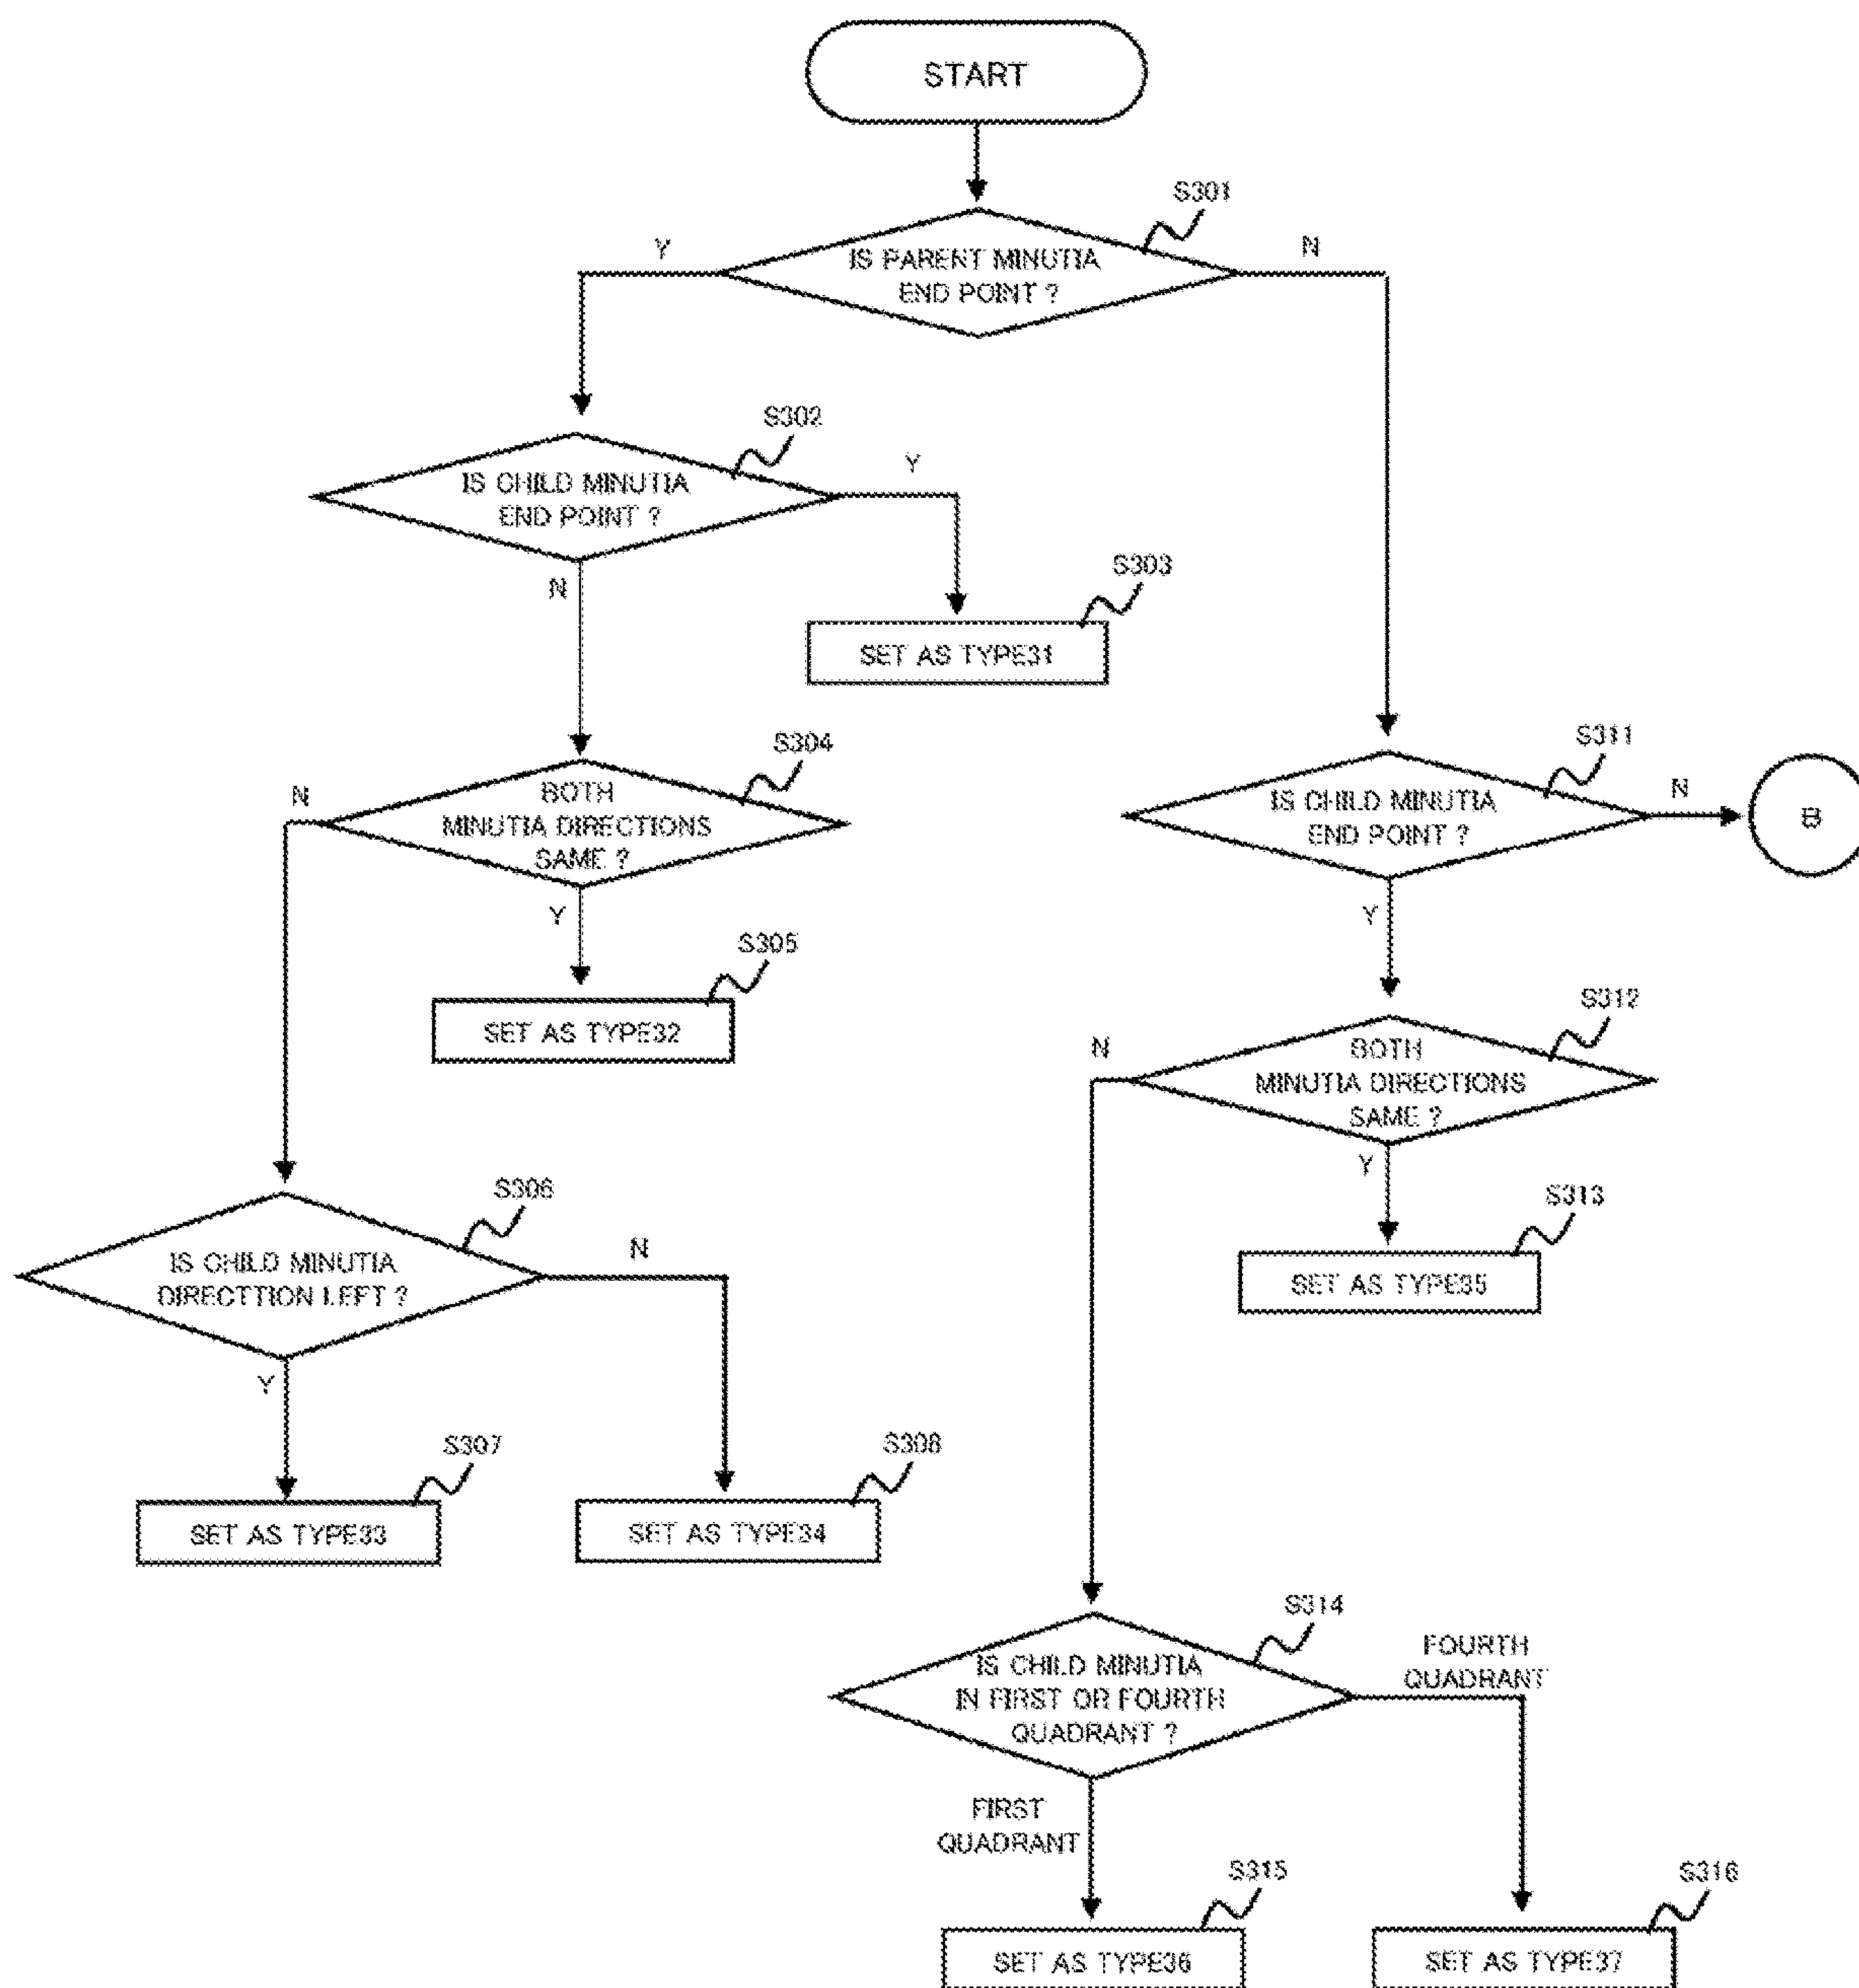 START
S301
Y
N
IS PARENT MINUTIA
END POINT ?
S302
Y
IS CHILD MINUTIA
END POINT ?
N
S303
SET AS TYPE31
S304
N
BOTH
MINUTIA DIRECTIONS
SAME ?
Y
S311
N
IS CHILD MINUTIA
END POINT ?
B
Y
S305
SET AS TYPE32
S312
N
BOTH
MINUTIA DIRECTIONS
SAME ?
Y
S306
N
IS CHILD MINUTIA
DIRECTTION LEFT ?
Y
S313
SET AS TYPE35
S307
SET AS TYPE33
S308
SET AS TYPE34
S314
IS CHILD MINUTIA
IN FIRST OR FOURTH
QUADRANT ?
FOURTH
QUADRANT
FIRST
QUADRANT
S315
SET AS TYPE36
S316
SET AS TYPE37